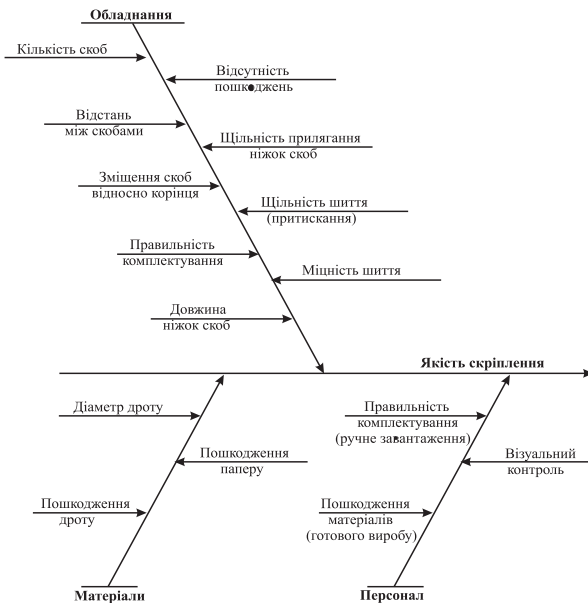 Обладнання
Кількість скоб
Відсутність
пошкоджень
Відстань
між скобами
Щільність прилягання
ніжок скоб
Зміщення скоб
відносно корінця
Щільність шиття
(притискання)
Правильність
комплектування
Міцність шиття
Довжина
ніжок скоб
Якість скріплення
Діаметр дроту
Правильність
комплектування
(ручне завантаження)
Пошкодження
паперу
Візуальний
контроль
Пошкодження
дроту
Пошкодження
матеріалів
(готового виробу)
Матеріали
Персонал